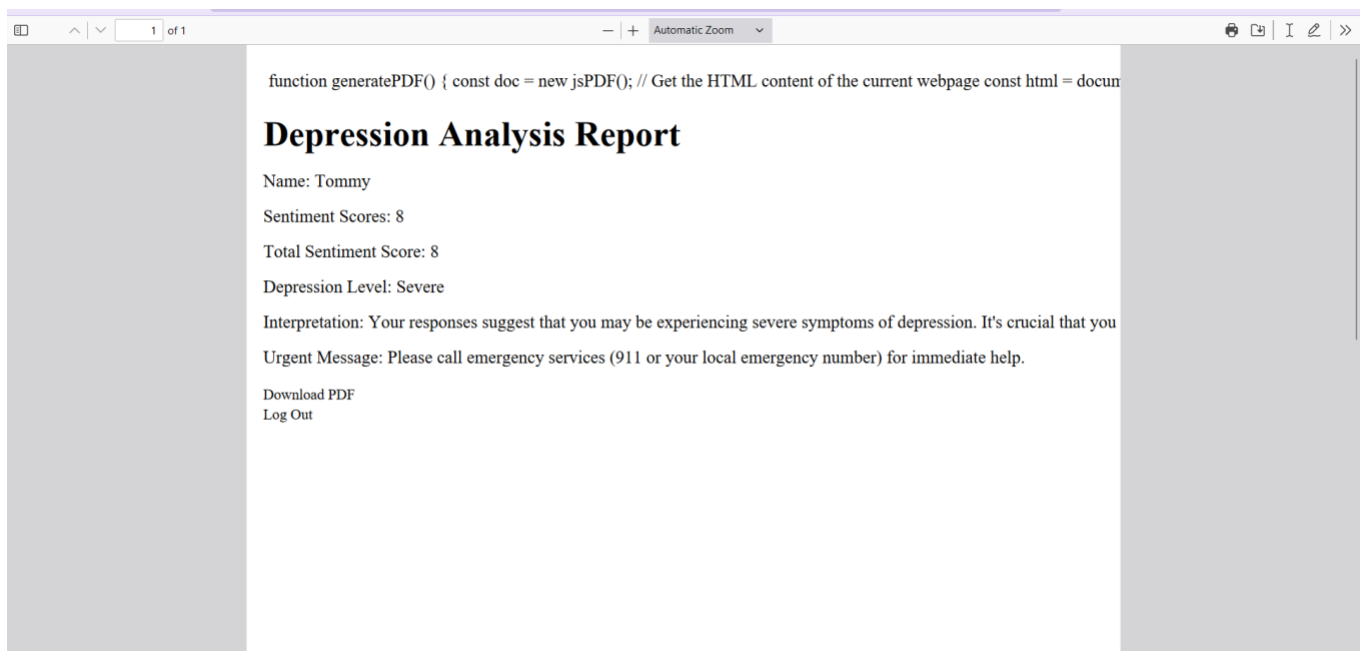 1 of 1
Automatic Zoom
function generatePDF() { const doc = new jsPDF(); // Get the HTML content of the current webpage const html = docum
Depression Analysis Report
Name: Tommy
Sentiment Scores: 8
Total Sentiment Score: 8
Depression Level: Severe
Interpretation: Your responses suggest that you may be experiencing severe symptoms of depression. It's crucial that you
Urgent Message: Please call emergency services (911 or your local emergency number) for immediate help.
Download PDF
Log Out